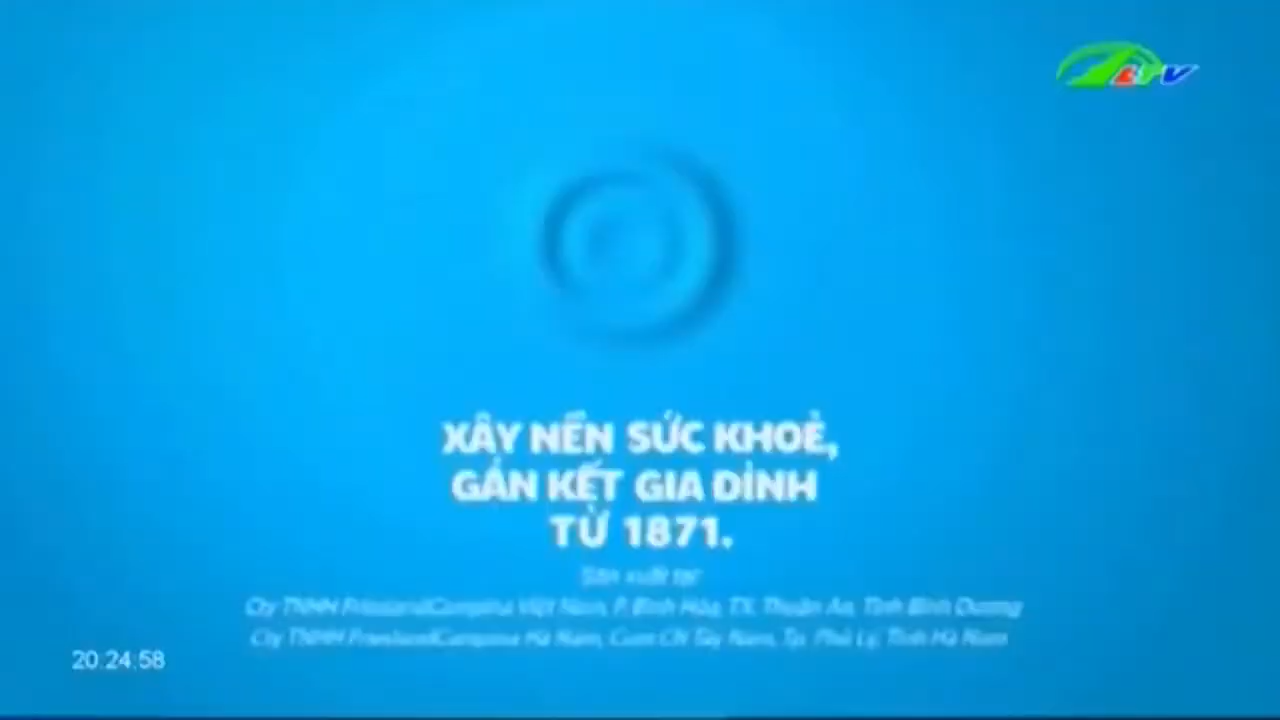 LTV
XÂY NỀN SỨC KHOẺ,
GẮN KẾT GIA ĐÌNH
TỪ 1871.
Sản xuất tại:
Cty TNHH FrieslandCampina Việt Nam, P. Bình Hòa, TX. Thuận An, Tỉnh Bình Dương
Cty TNHH FrieslandCampina Hà Nam, Cụm CN Tây Nam, Tp. Phủ Lý, Tỉnh Hà Nam
20:24:58